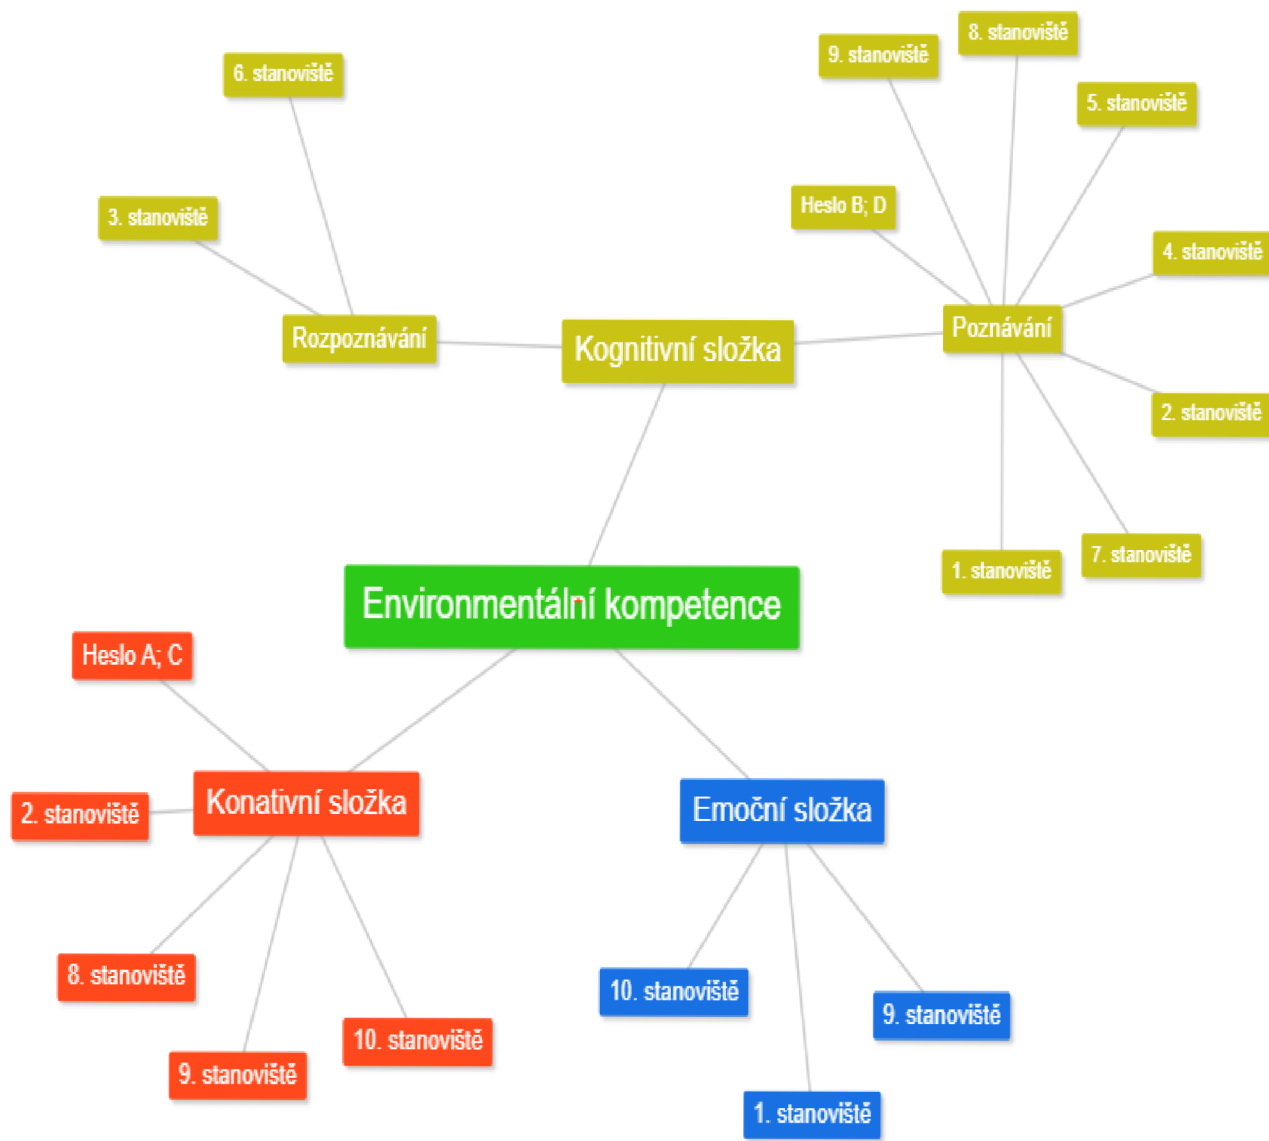 8. stanoviště
9. stanoviště
6. stanoviště
5. stanoviště
Heslo B; D
3. stanoviště
4. stanoviště
Rozpoznávání
Kognitivní složka
Poznávání
2. stanoviště
7. stanoviště
1. stanoviště
Environmentální kompetence
Heslo A; C
Konativní složka
Emoční složka
2. stanoviště
8. stanoviště
10. stanoviště
9. stanoviště
10. stanoviště
9. stanoviště
1. stanoviště